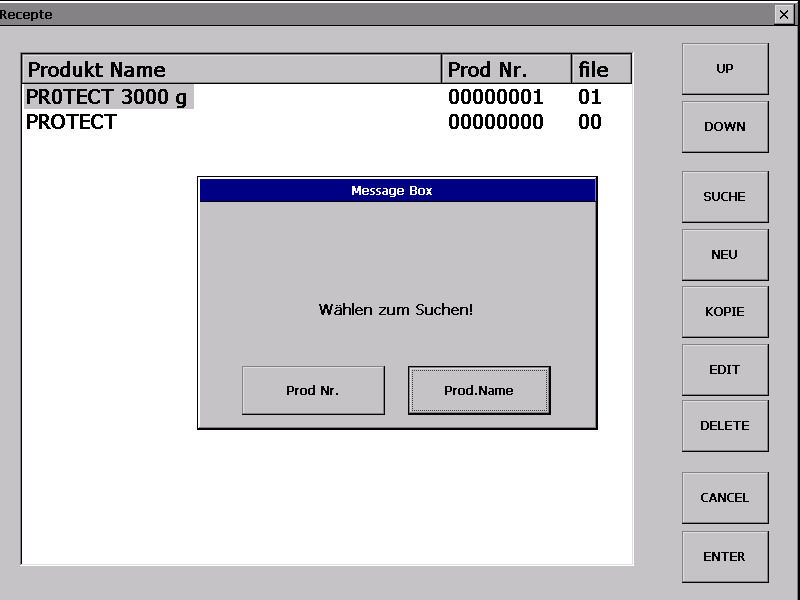 Recepte
Produkt Name Prod Nr. file
PR0TECT 3000 g 00000001 01
PROTECT 00000000 00
Message Box
Wählen zum Suchen!
Prod Nr. Prod.Name
UP
DOWN
SUCHE
NEU
KOPIE
EDIT
DELETE
CANCEL
ENTER